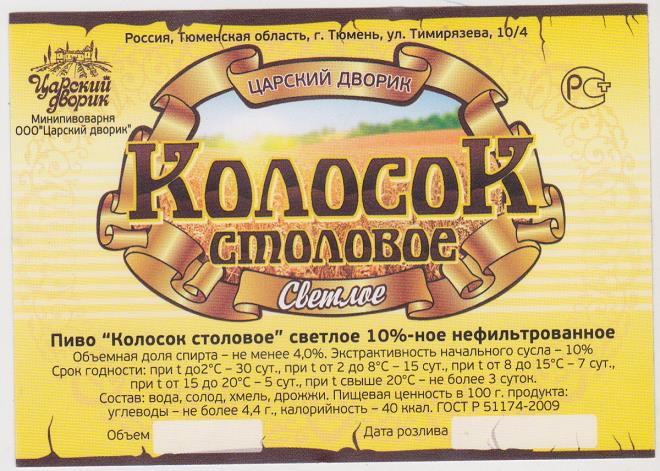 Россия, Тюменская область, г. Тюмень, ул. Тимирязева, 10/4
Царский
дворик
Минипивоварня
ООО"Царский дворик"
ЦАРСКИЙ ДВОРИК
РСТ
КОЛОСОК
СТОЛОВОЕ
Светлое
Пиво “Колосок столовое” светлое 10%-ное нефильтрованное
Объемная доля спирта – не менее 4,0%. Экстрактивность начального сусла – 10%
Срок годности: при t до2°С – 30 сут., при t от 2 до 8°С – 15 сут., при t от 8 до 15°С – 7 сут.,
при t от 15 до 20°С – 5 сут., при t свыше 20°С – не более 3 суток.
Состав: вода, солод, хмель, дрожжи. Пищевая ценность в 100 г. продукта:
углеводы – не более 4,4 г., калорийность – 40 ккал. ГОСТ Р 51174-2009
Объем
Дата розлива